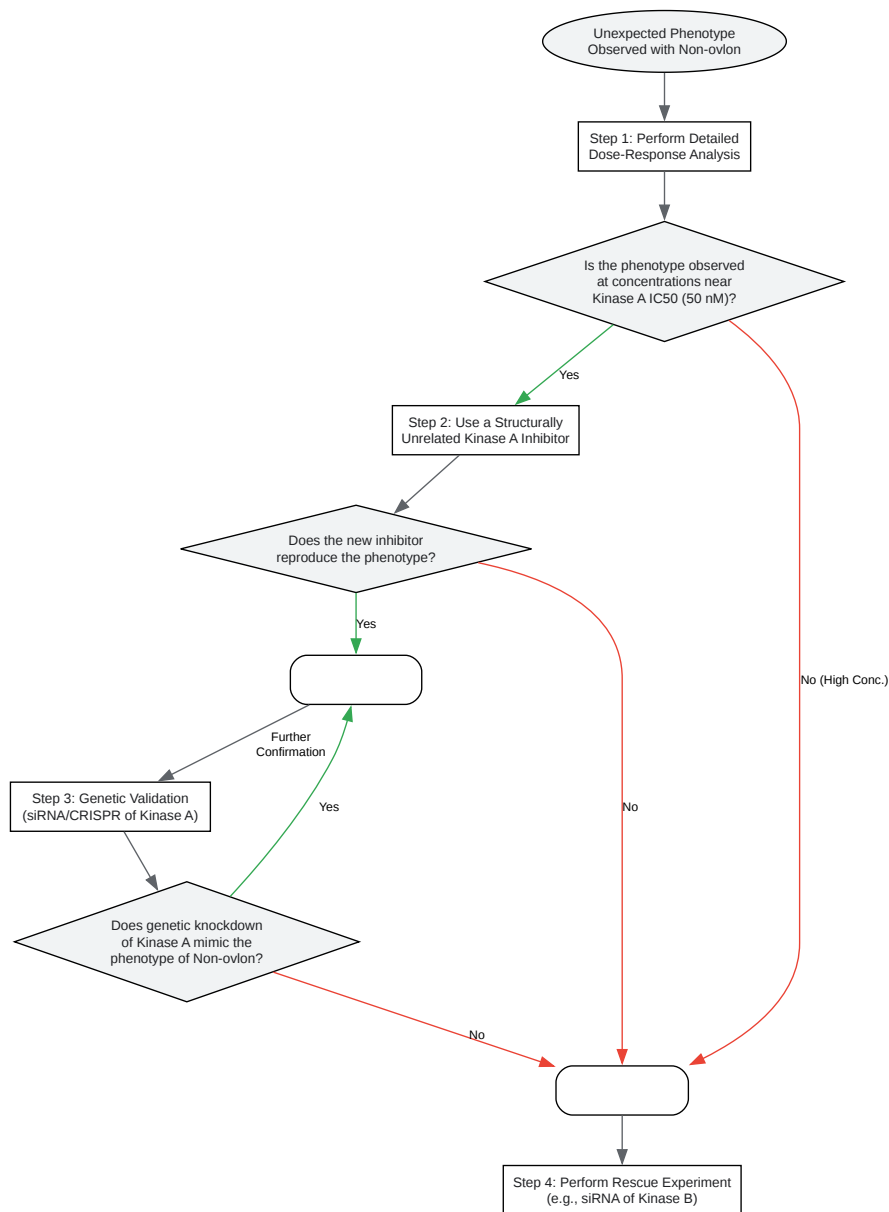 Unexpected Phenotype
Observed with Non-ovlon
Step 1: Perform Detailed
Dose-Response Analysis
Is the phenotype observed
at concentrations near
Kinase A IC50 (50 nM)?
Yes
Step 2: Use a Structurally
Unrelated Kinase A Inhibitor
Does the new inhibitor
reproduce the phenotype?
Yes
No (High Conc.)
Further
Confirmation
Step 3: Genetic Validation
(siRNA/CRISPR of Kinase A)
Yes
No
Does genetic knockdown
of Kinase A mimic the
phenotype of Non-ovlon?
No
Step 4: Perform Rescue Experiment
(e.g., siRNA of Kinase B)